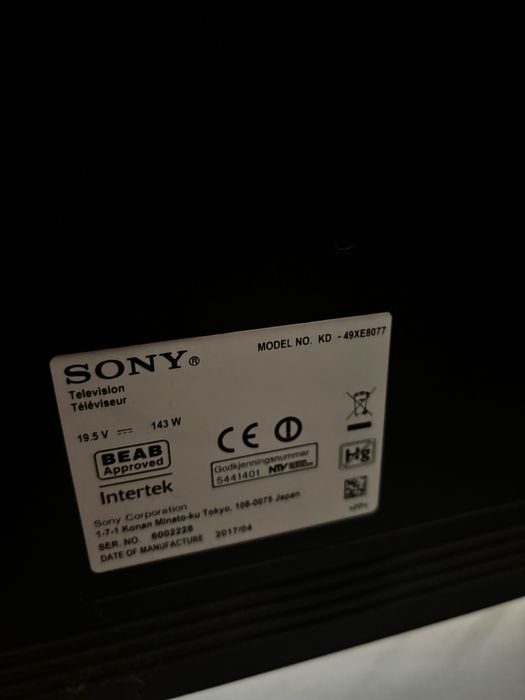 SONY®
MODEL NO. KD -49XE8077
Television
Téléviseur
19.5 V 143 W
BEAB
Approved
Intertek
CE
Godkjenningsnummer
5441401 NTV
Hg
Sony Corporation
1-7-1 Konan Minato-ku Tokyo, 108-0075 Japan
SER. NO. 6002228
DATE OF MANUFACTURE 2017/04